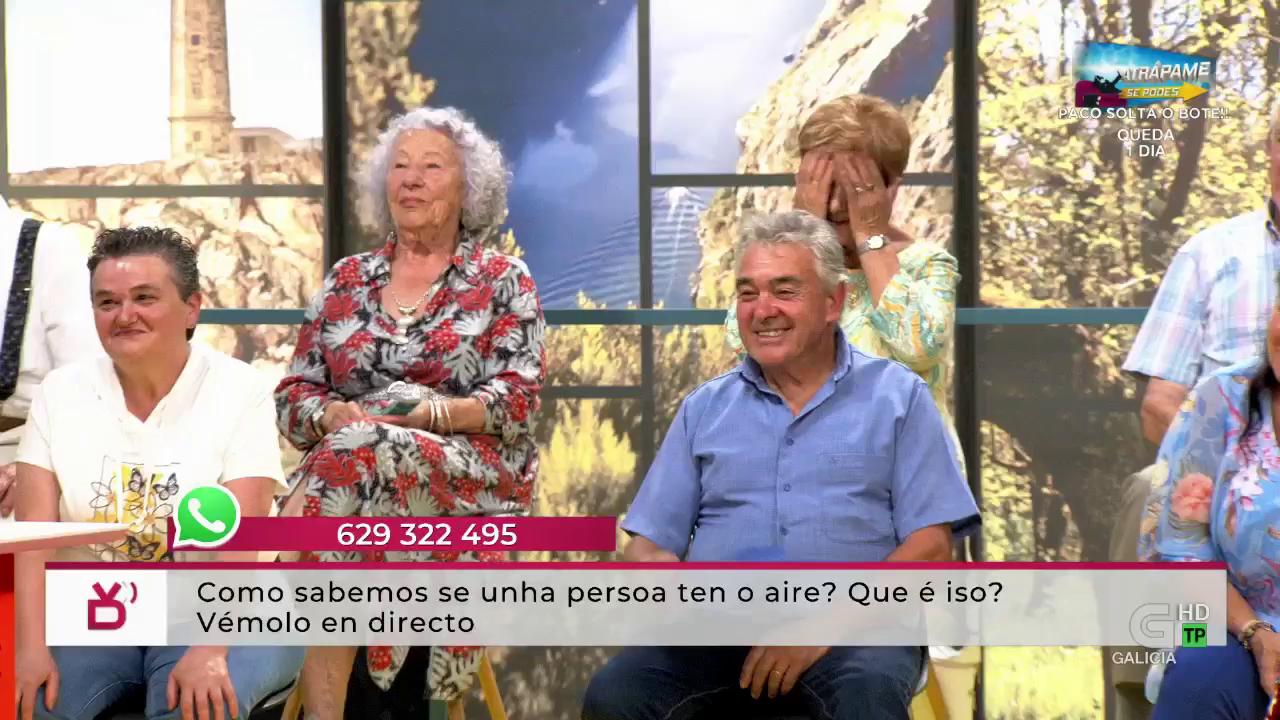 ATRÁPAME
SE PODES
PACO SOLTA O BOTE!!
QUEDA
1 DIA
629 322 495
Como sabemos se unha persoa ten o aire? Que é iso?
Vémolo en directo
G HD
TP
GALICIA